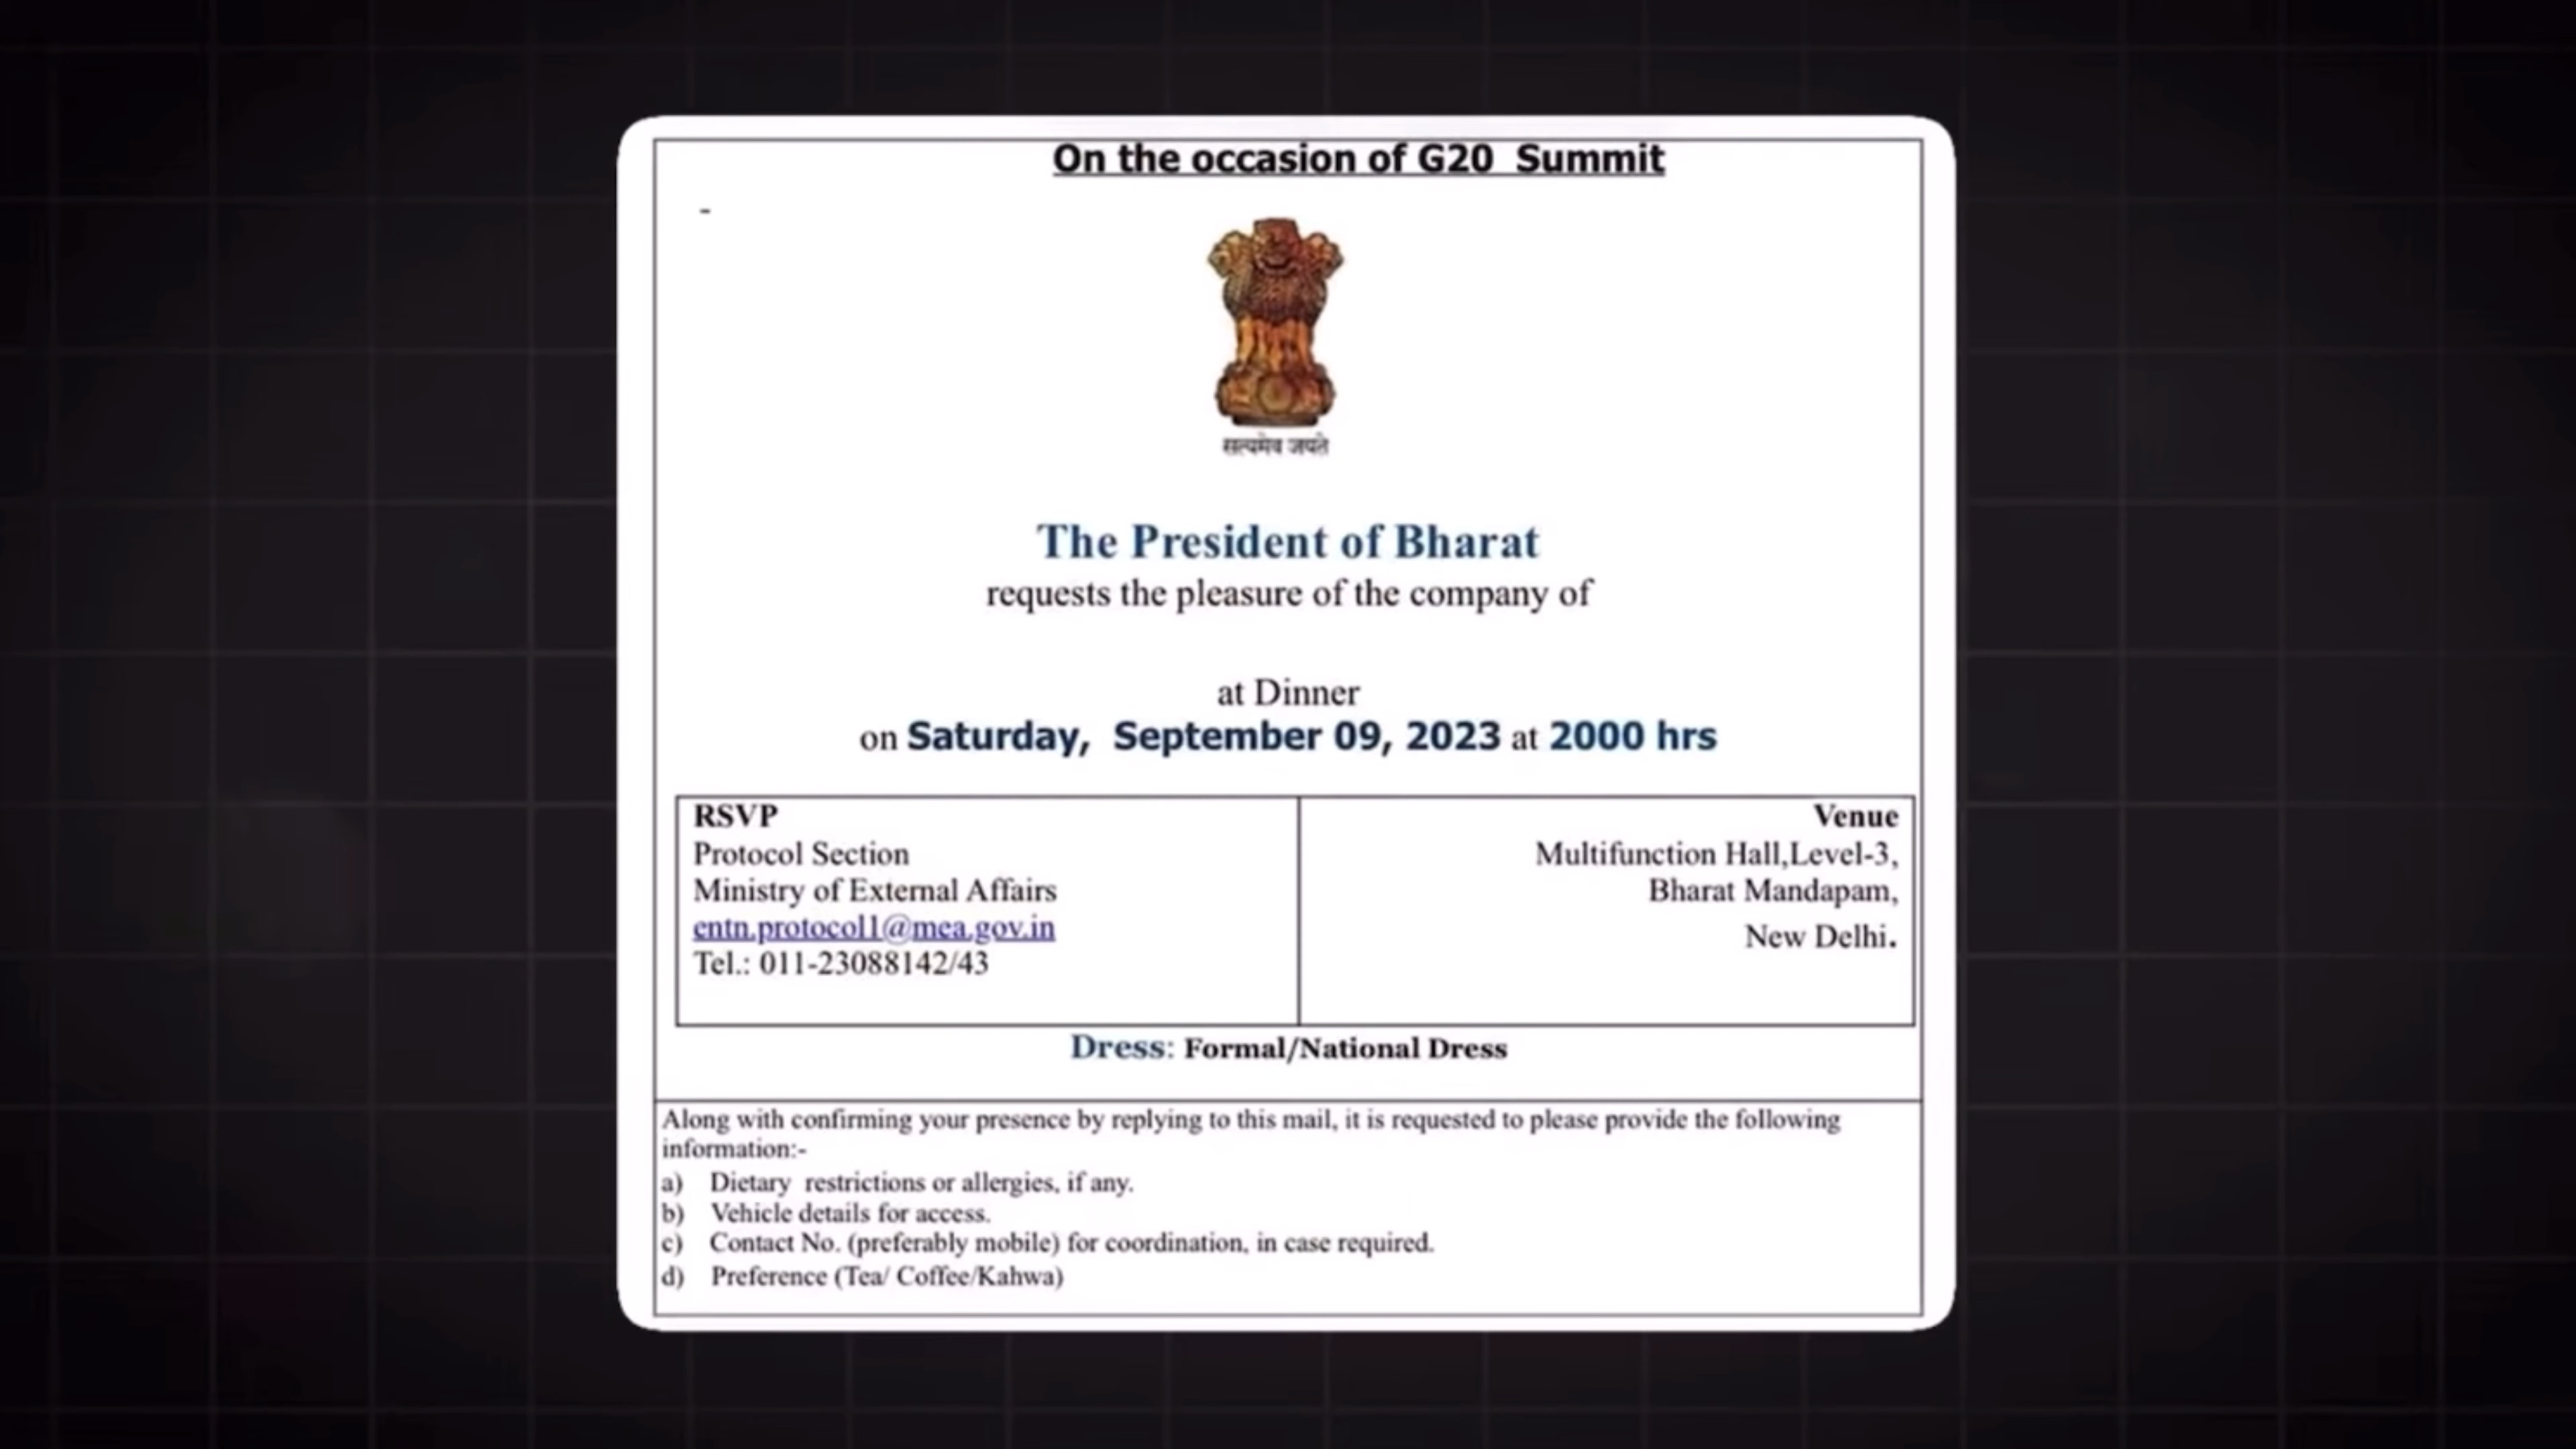 On the occasion of G20  Summit
-
सत्यमेव जयते
The President of Bharat
requests the pleasure of the company of
at Dinner
on Saturday,  September 09, 2023 at 2000 hrs
RSVP
Protocol Section
Ministry of External Affairs
entn.protocol1@mea.gov.in
Tel.: 011-23088142/43
Venue
Multifunction Hall,Level-3,
Bharat Mandapam,
New Delhi.
Dress: Formal/National Dress
Along with confirming your presence by replying to this mail, it is requested to please provide the following
information:-
a) Dietary  restrictions or allergies, if any.
b) Vehicle details for access.
c) Contact No. (preferably mobile) for coordination, in case required.
d) Preference (Tea/ Coffee/Kahwa)